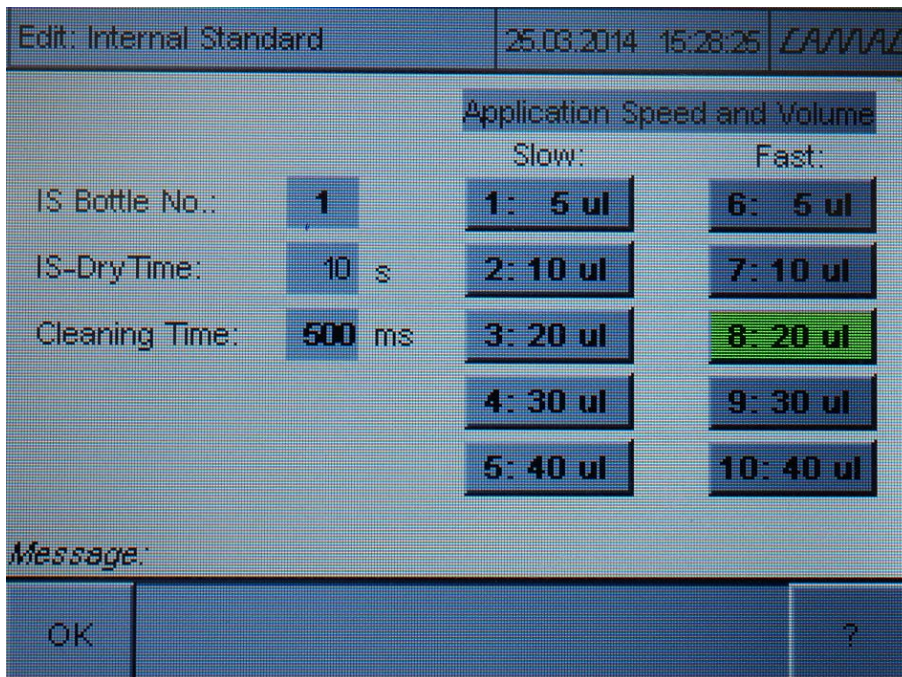 Edit: Internal Standard 25.03.2014 15:28:25 CAMAG
Application Speed and Volume
Slow: Fast:
IS Bottle No.: 1 1: 5 ul 6: 5 ul
IS-DryTime: 10 s 2: 10 ul 7: 10 ul
Cleaning Time: 500 ms 3: 20 ul 8: 20 ul
4: 30 ul 9: 30 ul
5: 40 ul 10: 40 ul
Message:
OK ?